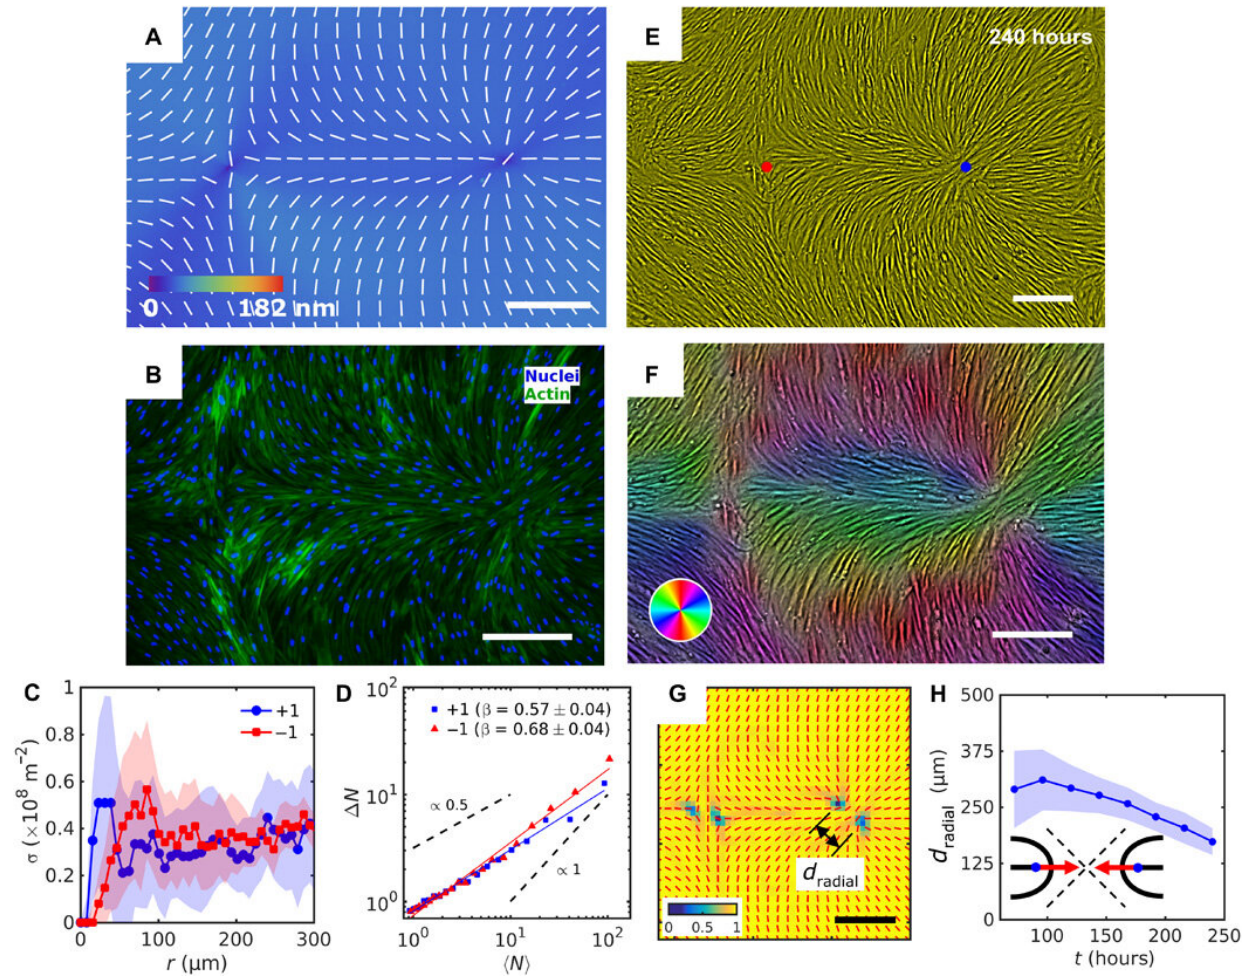 A
0
182 nm
E
240 hours
B
Nuclei
Actin
F
C
1
0.8
0.6
0.4
0.2
0
σ (×10⁸ m⁻²)
+1
−1
0
100
200
300
r (μm)
D
10²
10¹
10⁰
ΔN
+1 (β = 0.57 ± 0.04)
−1 (β = 0.68 ± 0.04)
∝ 0.5
∝ 1
10⁰
10¹
10²
⟨N⟩
G
d_radial
0
0.5
1
H
500
375
250
125
0
d_radial (μm)
100
150
200
250
t (hours)